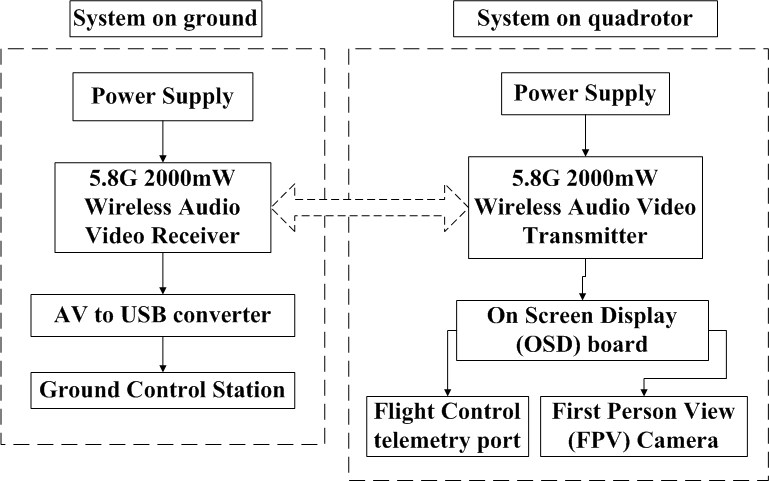 System on ground
Power Supply
5.8G 2000mW
Wireless Audio
Video Receiver
AV to USB converter
Ground Control Station
System on quadrotor
Power Supply
5.8G 2000mW
Wireless Audio Video
Transmitter
On Screen Display
(OSD) board
Flight Control
telemetry port
First Person View
(FPV) Camera